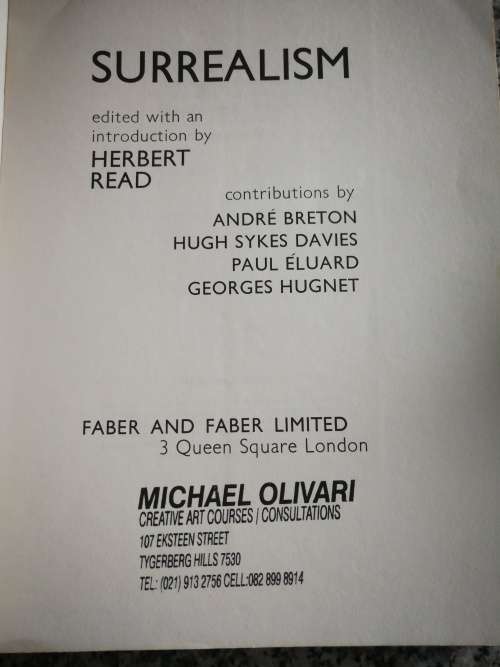 SURREALISM
edited with an
introduction by
HERBERT
READ
contributions by
ANDRÉ BRETON
HUGH SYKES DAVIES
PAUL ÉLUARD
GEORGES HUGNET
FABER AND FABER LIMITED
3 Queen Square London
MICHAEL OLIVARI
CREATIVE ART COURSES / CONSULTATIONS
107 EKSTEEN STREET
TYGERBERG HILLS 7530
TEL: (021) 913 2756 CELL:082 899 8914